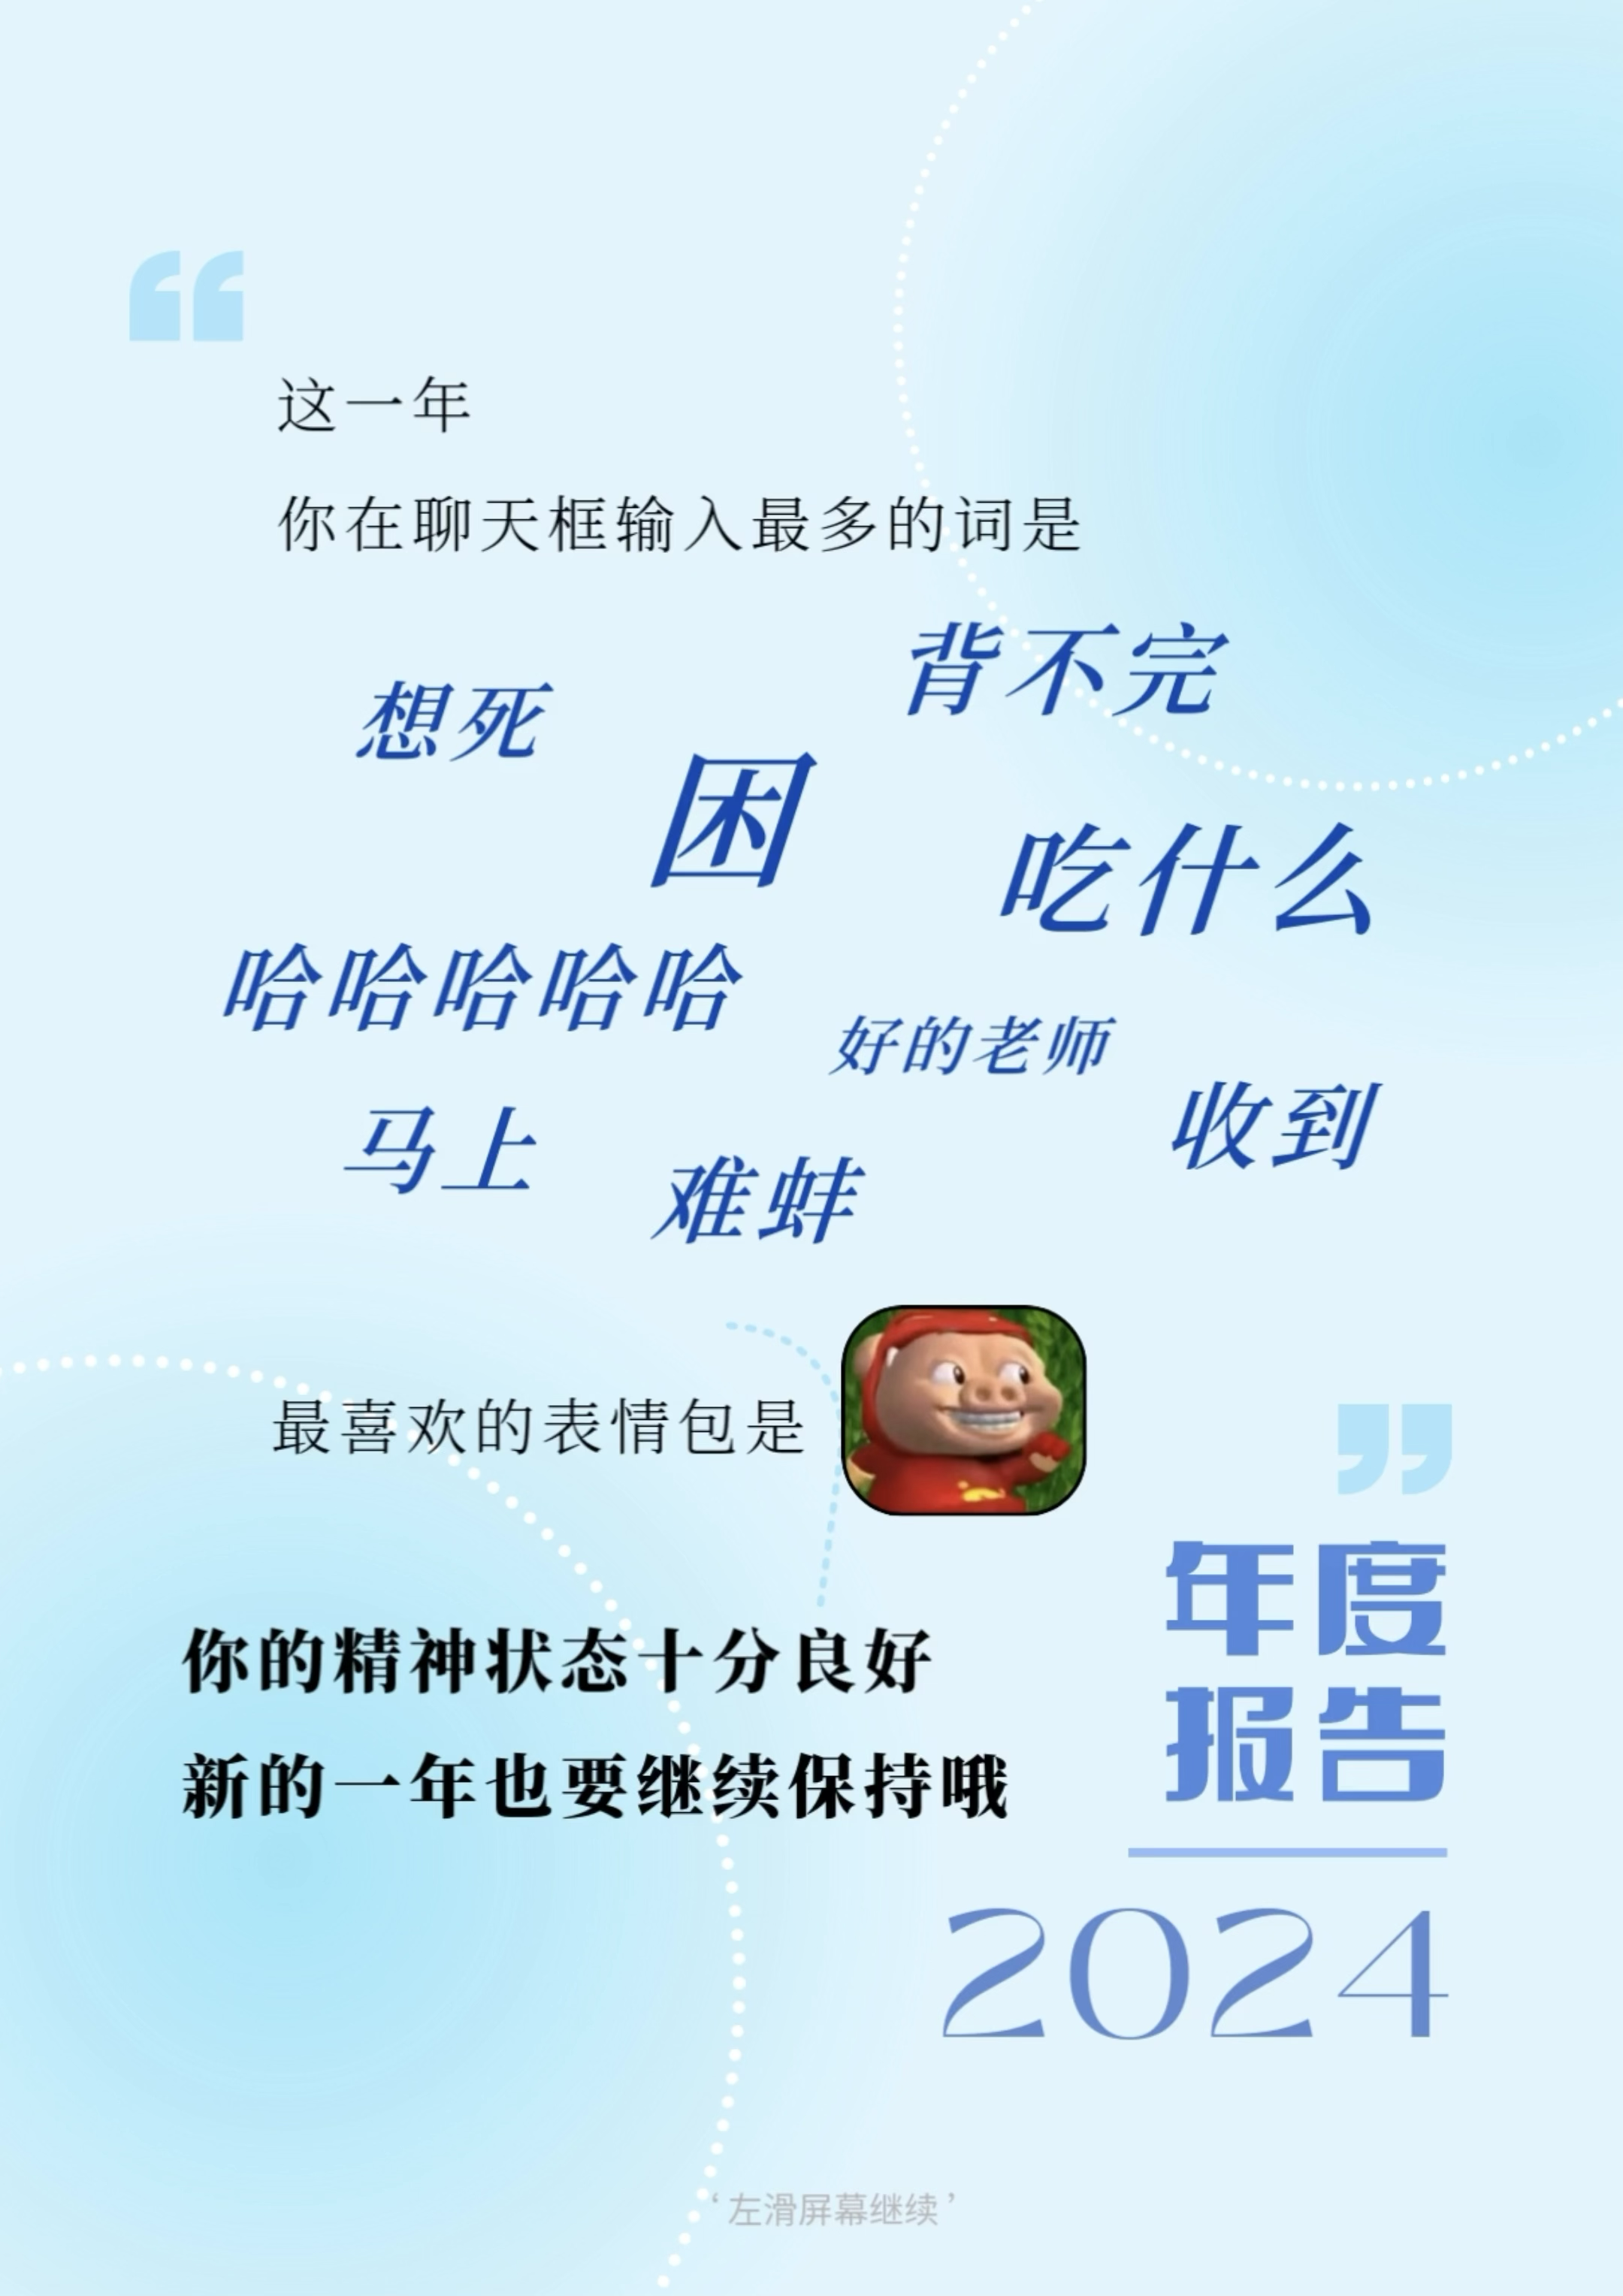 这一年
你在聊天框输入最多的词是
背不完
想死
困
吃什么
哈哈哈哈哈
好的老师
收到
马上
难蚌
最喜欢的表情包是
你的精神状态十分良好
新的一年也要继续保持哦
年度
报告
2024
‘左滑屏幕继续’